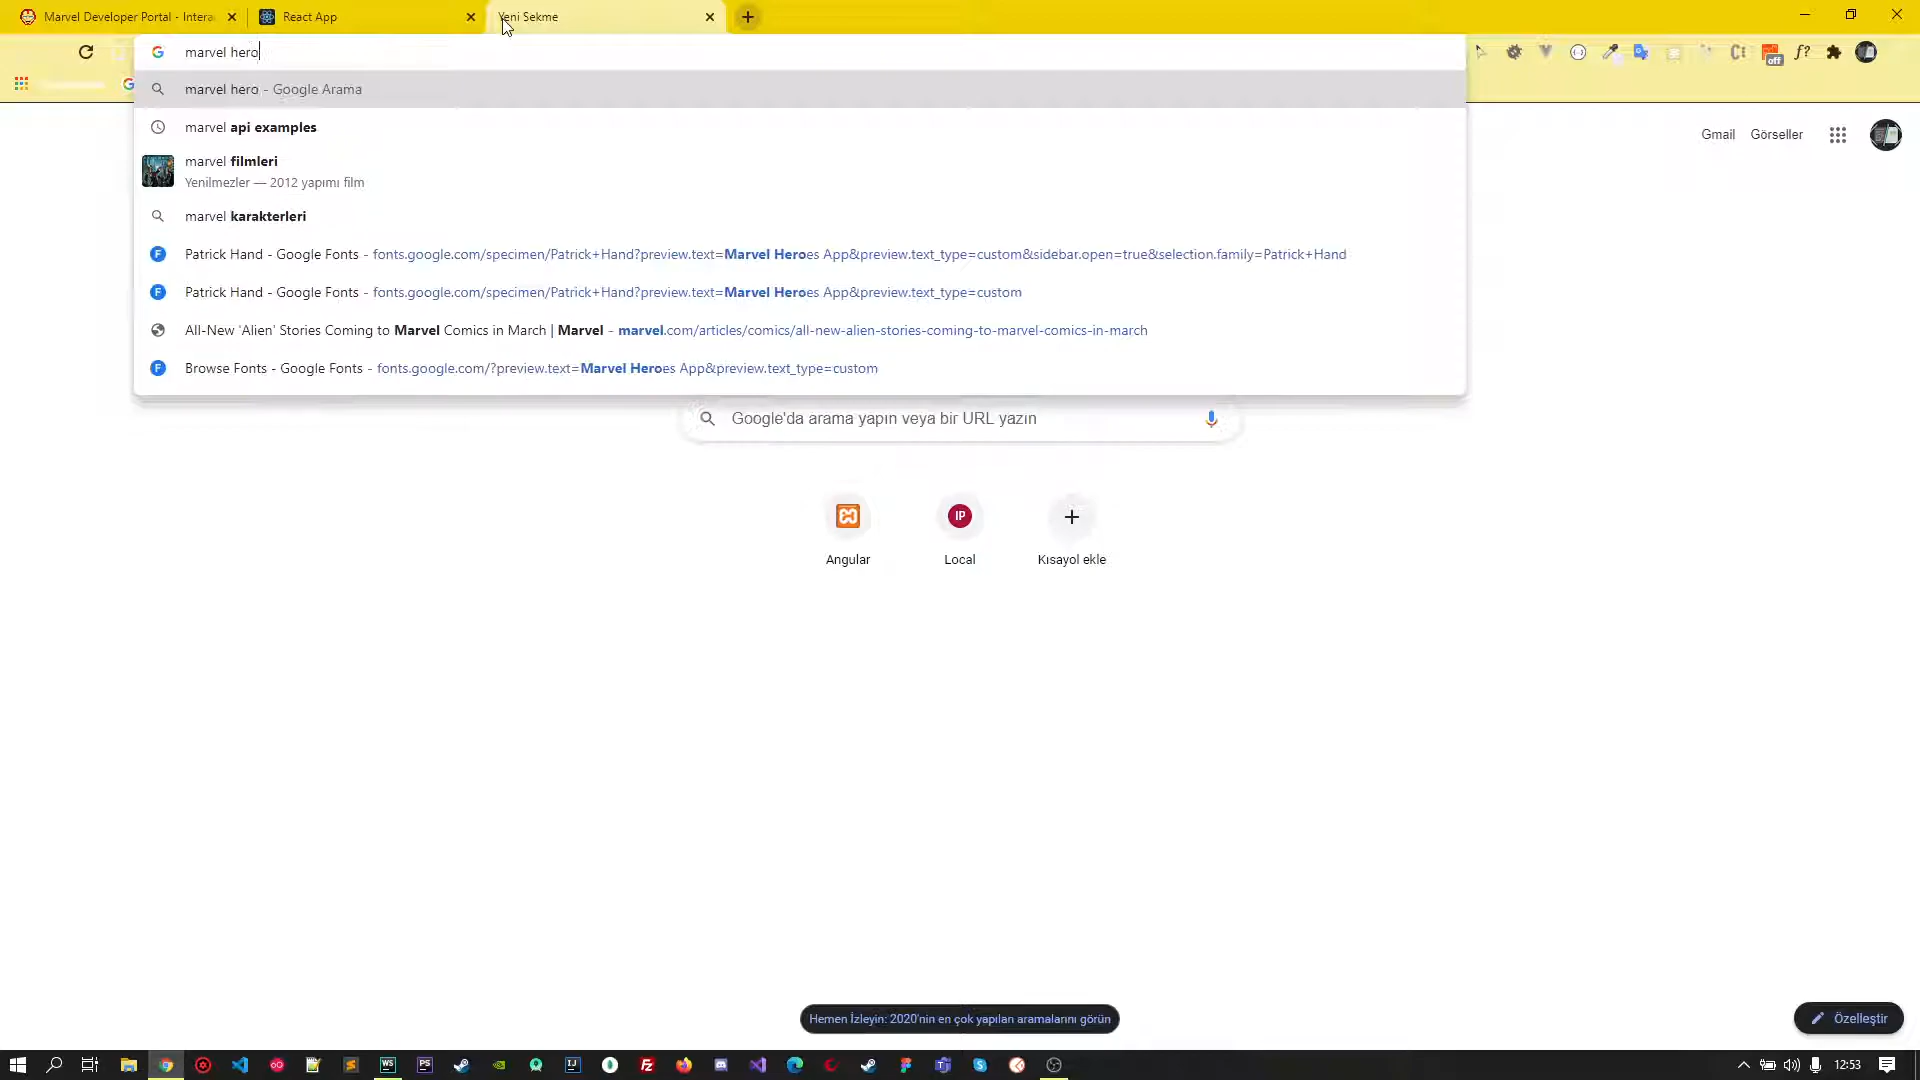 Marvel Developer Portal - Intera
React App
Yeni Sekme
marvel hero
marvel hero - Google Arama
marvel api examples
marvel filmleri
Yenilmezler — 2012 yapımı film
marvel karakterleri
Patrick Hand - Google Fonts - fonts.google.com/specimen/Patrick+Hand?preview.text=Marvel Heroes App&preview.text_type=custom&sidebar.open=true&selection.family=Patrick+Hand
Patrick Hand - Google Fonts - fonts.google.com/specimen/Patrick+Hand?preview.text=Marvel Heroes App&preview.text_type=custom
All-New 'Alien' Stories Coming to Marvel Comics in March | Marvel - marvel.com/articles/comics/all-new-alien-stories-coming-to-marvel-comics-in-march
Browse Fonts - Google Fonts - fonts.google.com/?preview.text=Marvel Heroes App&preview.text_type=custom
off
f?
Gmail
Görseller
Google'da arama yapın veya bir URL yazın
IP
Angular
Local
Kısayol ekle
Hemen İzleyin: 2020'nin en çok yapılan aramalarını görün
Özelleştir
WS
PS
IJ
12:53